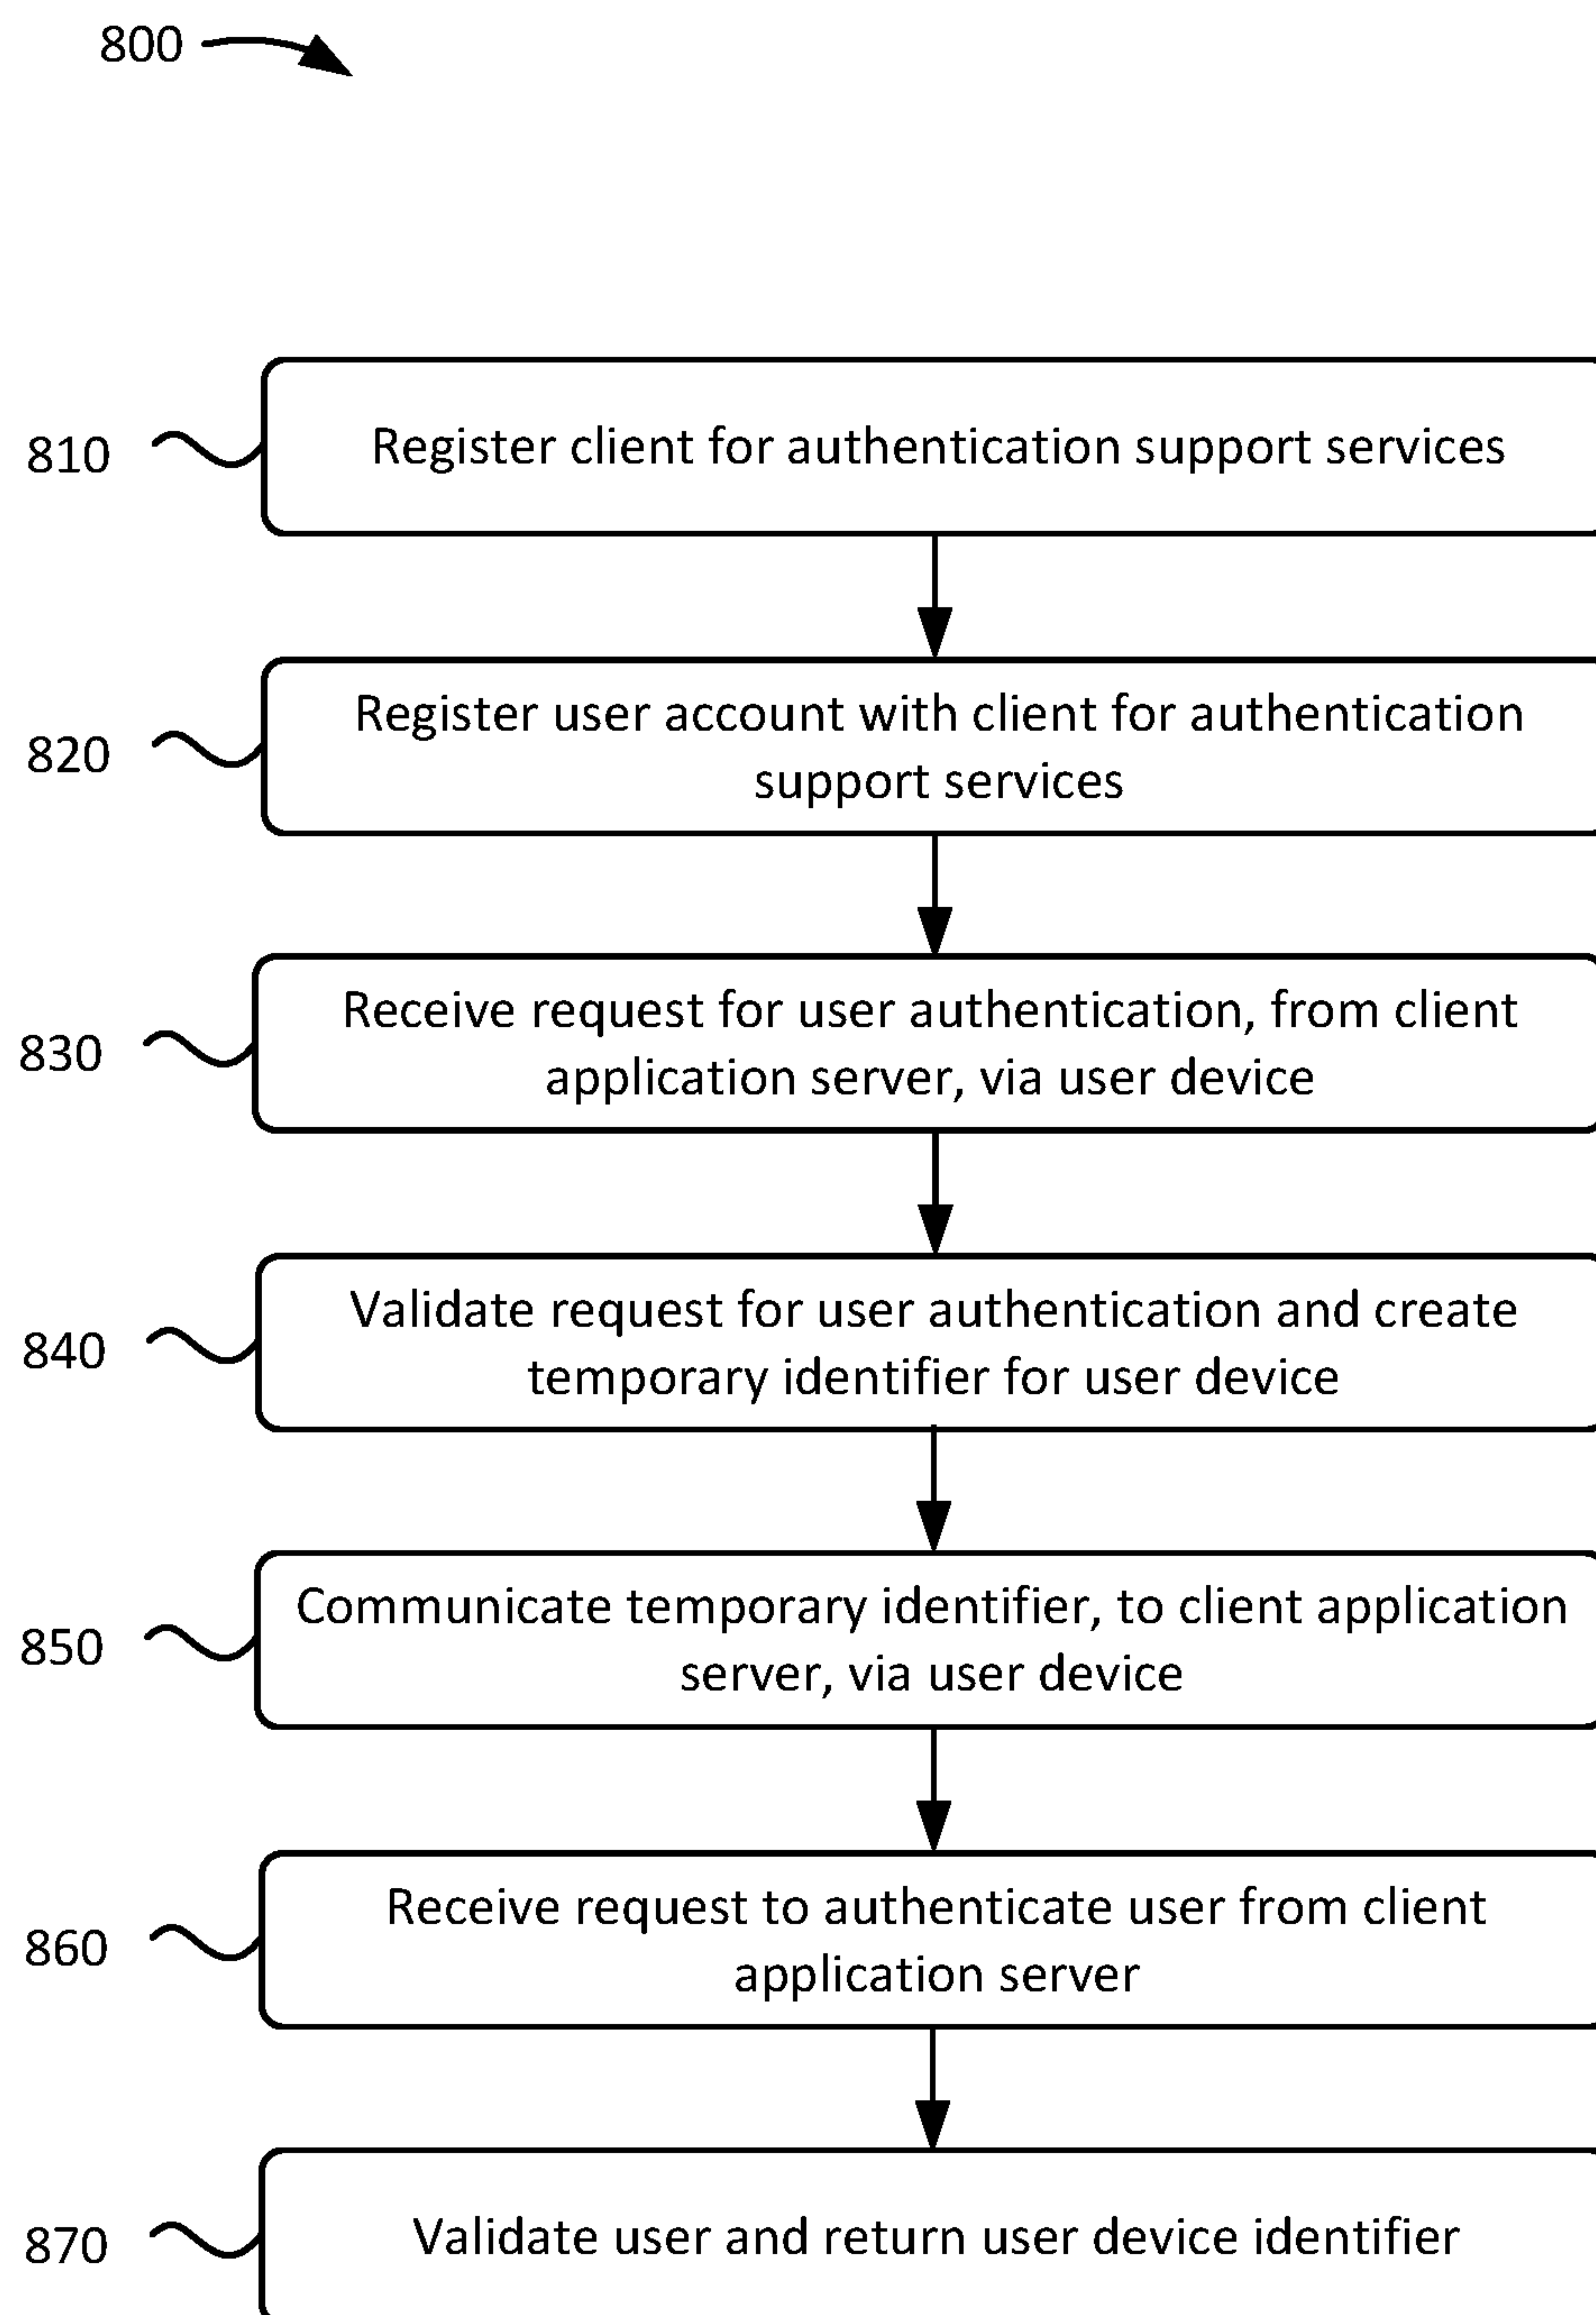 800
810
Register client for authentication support services
820
Register user account with client for authentication
support services
830
Receive request for user authentication, from client
application server, via user device
840
Validate request for user authentication and create
temporary identifier for user device
850
Communicate temporary identifier, to client application
server, via user device
860
Receive request to authenticate user from client
application server
870
Validate user and return user device identifier